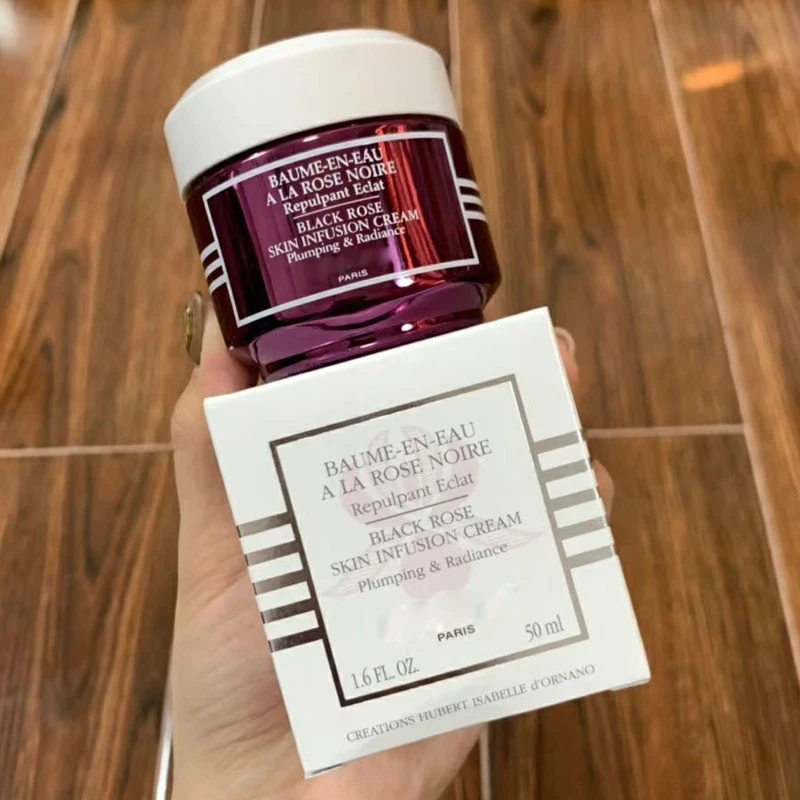 BAUME-EN-EAU
A LA ROSE NOIRE
Repulpant Eclat
BLACK ROSE
SKIN INFUSION CREAM
Plumping & Radiance
PARIS
BAUME-EN-EAU
A LA ROSE NOIRE
Repulpant Eclat
BLACK ROSE
SKIN INFUSION CREAM
Plumping & Radiance
PARIS
1.6 FL. OZ.
50 ml
CREATIONS HUBERT ISABELLE d'ORNANO